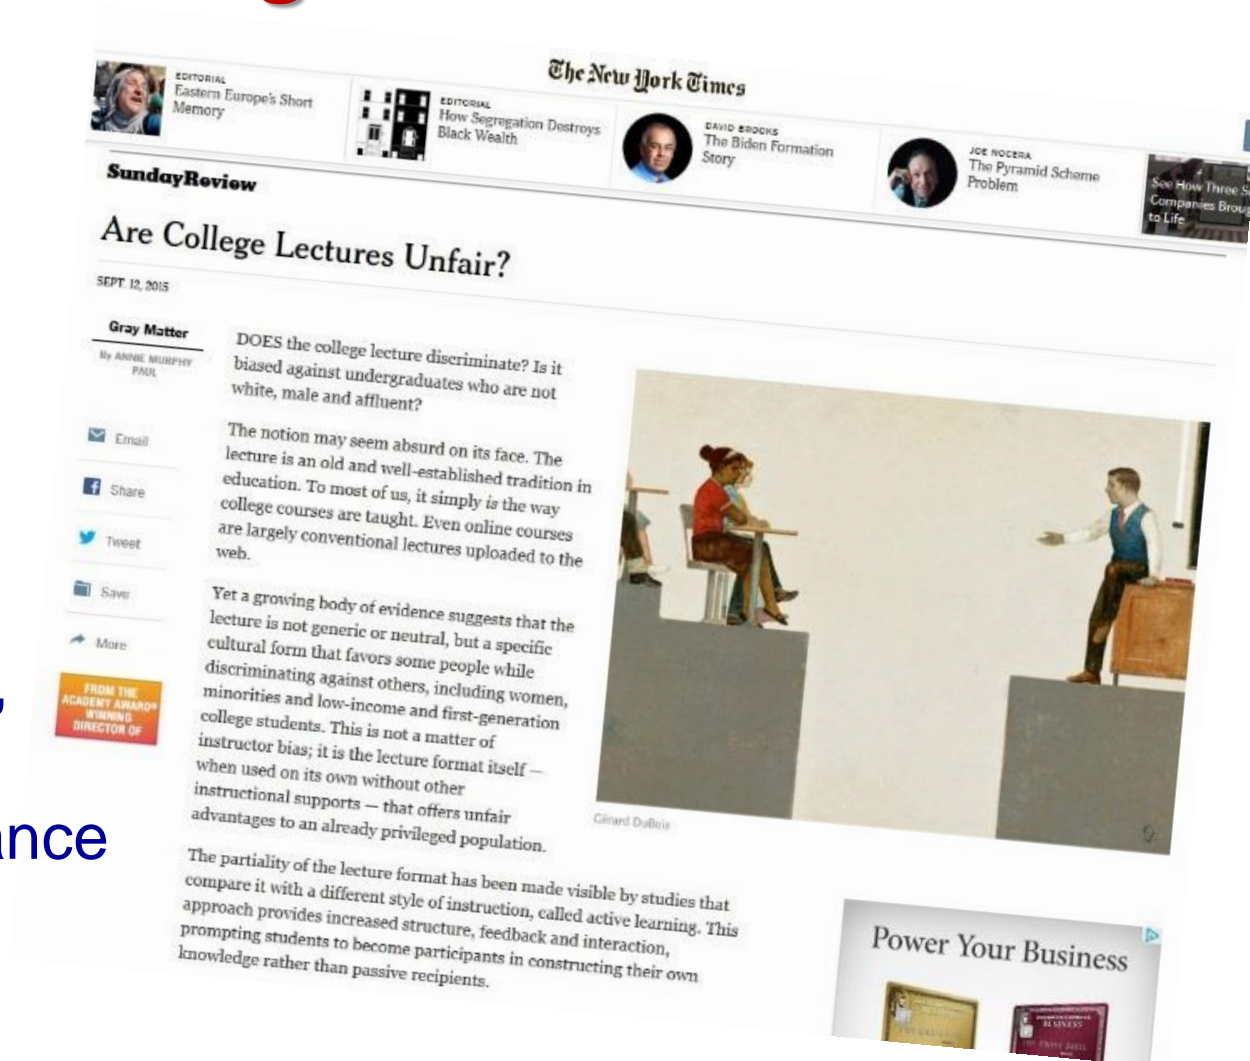 The New York Times
EDITORIAL
Eastern Europe's Short
Memory
EDITORIAL
How Segregation Destroys
Black Wealth
DAVID BROOKS
The Biden Formation
Story
JOE NOCERA
The Pyramid Scheme
Problem
See How Three
Companies
to Life
SundayReview
Are College Lectures Unfair?
SEPT. 12, 2015
Gray Matter
By ANNIE MURPHY
PAUL
Email
Share
Tweet
Save
More
FROM THE
ACADEMY AWARD®
WINNING
DIRECTOR OF
DOES the college lecture discriminate? Is it
biased against undergraduates who are not
white, male and affluent?
The notion may seem absurd on its face. The
lecture is an old and well-established tradition in
education. To most of us, it simply is the way
college courses are taught. Even online courses
are largely conventional lectures uploaded to the
web.
Yet a growing body of evidence suggests that the
lecture is not generic or neutral, but a specific
cultural form that favors some people while
discriminating against others, including women,
minorities and low-income and first-generation
college students. This is not a matter of
instructor bias; it is the lecture format itself —
when used on its own without other
instructional supports — that offers unfair
advantages to an already privileged population.
Gérard DuBois
The partiality of the lecture format has been made visible by studies that
compare it with a different style of instruction, called active learning. This
approach provides increased structure, feedback and interaction,
prompting students to become participants in constructing their own
knowledge rather than passive recipients.
Power Your Business
BUSINESS
ance